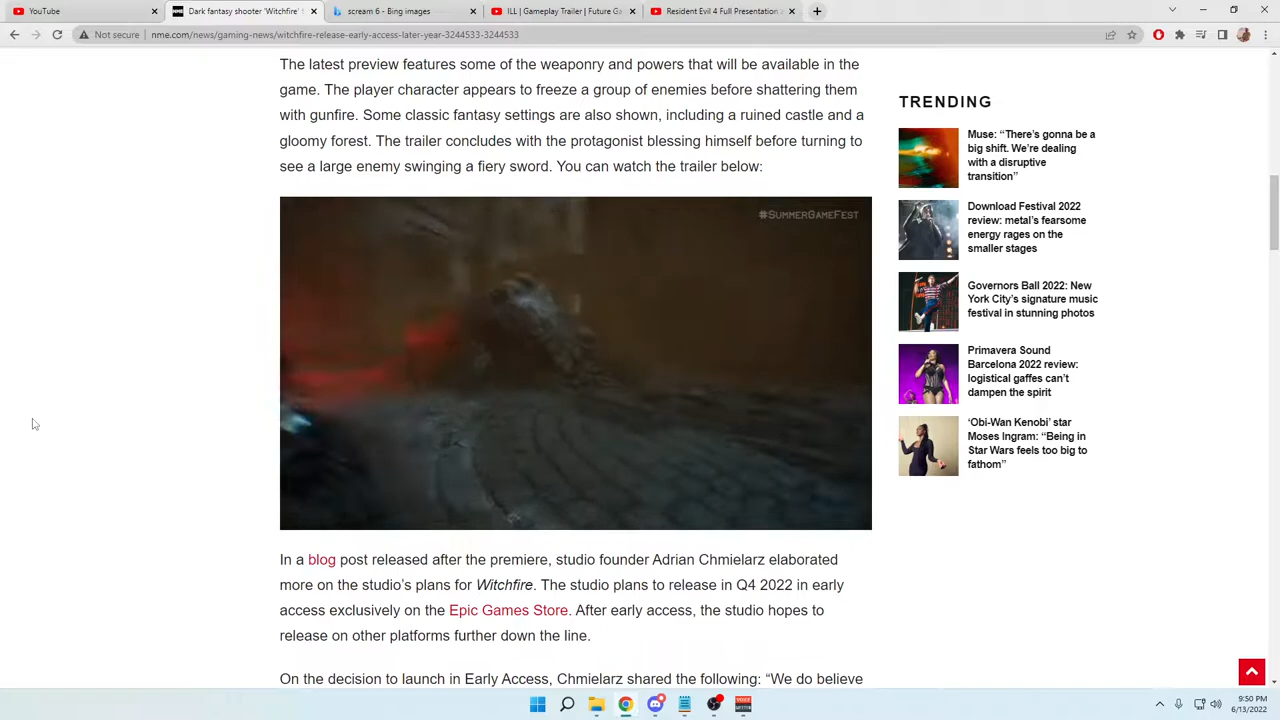 YouTube
NME
Dark fantasy shooter ‘Witchfire’ t
scream 6 - Bing images
ILL | Gameplay Trailer | Future Ga
Resident Evil 4 Full Presentation w
Not secure | nme.com/news/gaming-news/witchfire-release-early-access-later-year-3244533-3244533
The latest preview features some of the weaponry and powers that will be available in the
game. The player character appears to freeze a group of enemies before shattering them
with gunfire. Some classic fantasy settings are also shown, including a ruined castle and a
gloomy forest. The trailer concludes with the protagonist blessing himself before turning to
see a large enemy swinging a fiery sword. You can watch the trailer below:
#SUMMERGAMEFEST
In a blog post released after the premiere, studio founder Adrian Chmielarz elaborated
more on the studio’s plans for Witchfire. The studio plans to release in Q4 2022 in early
access exclusively on the Epic Games Store. After early access, the studio hopes to
release on other platforms further down the line.
On the decision to launch in Early Access, Chmielarz shared the following: “We do believe
TRENDING
Muse: “There’s gonna be a
big shift. We’re dealing
with a disruptive
transition”
Download Festival 2022
review: metal’s fearsome
energy rages on the
smaller stages
Governors Ball 2022: New
York City’s signature music
festival in stunning photos
Primavera Sound
Barcelona 2022 review:
logistical gaffes can’t
dampen the spirit
‘Obi-Wan Kenobi’ star
Moses Ingram: “Being in
Star Wars feels too big to
fathom”
9:50 PM
6/13/2022